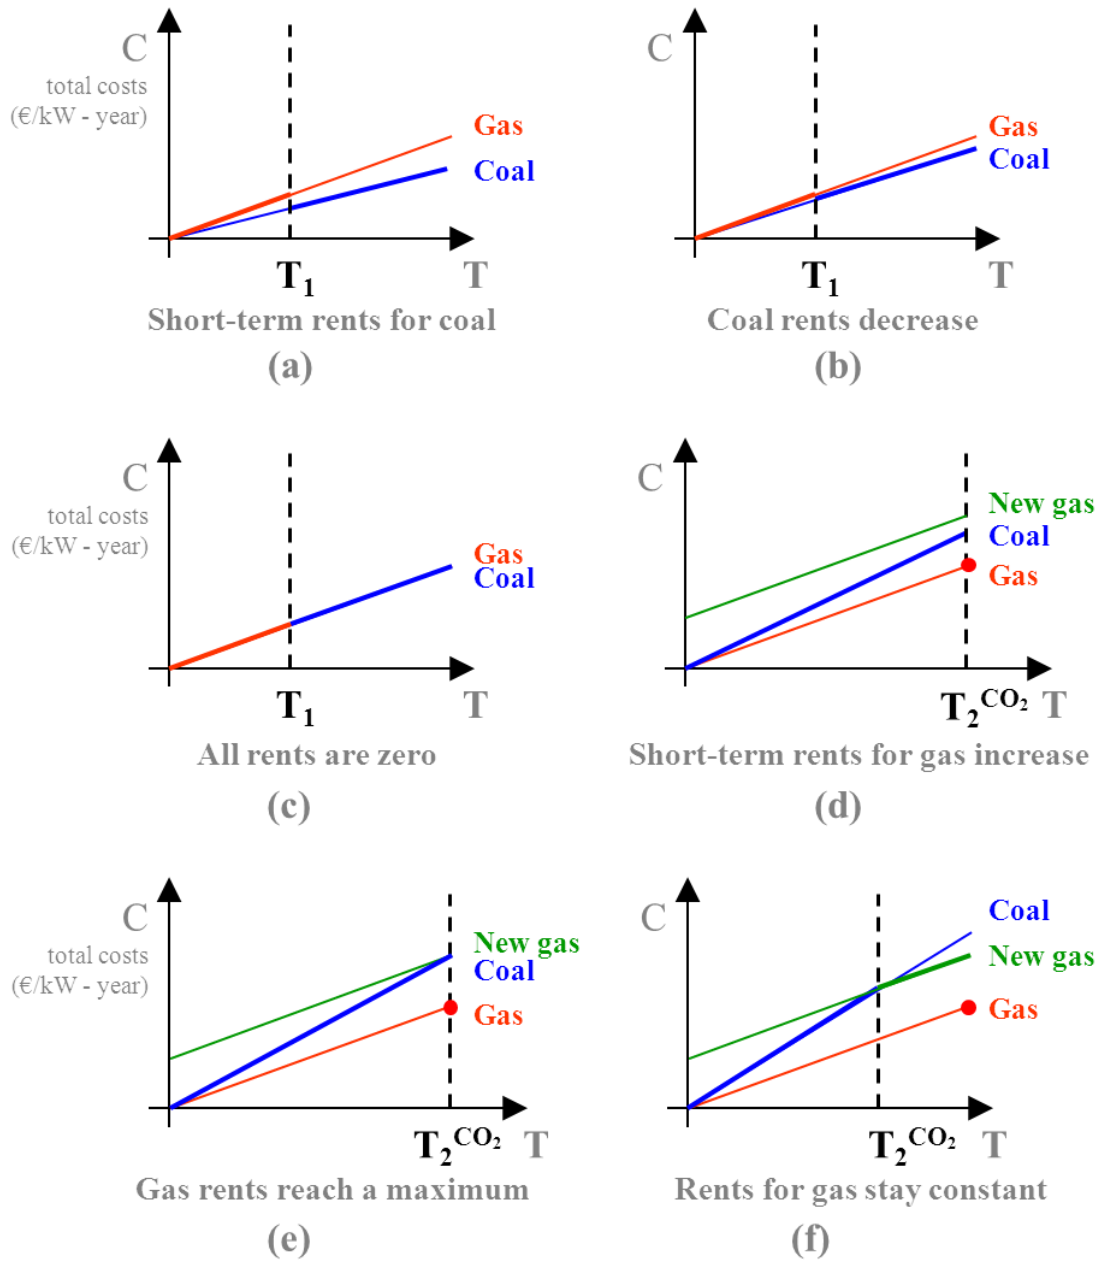 C
total costs
(€/kW - year)
Gas
Coal
T1
T
Short-term rents for coal
(a)
C
Gas
Coal
T1
T
Coal rents decrease
(b)
C
total costs
(€/kW - year)
Gas
Coal
T1
T
All rents are zero
(c)
C
New gas
Coal
Gas
T2CO2
T
Short-term rents for gas increase
(d)
C
total costs
(€/kW - year)
New gas
Coal
Gas
T2CO2
T
Gas rents reach a maximum
(e)
C
Coal
New gas
Gas
T2CO2
T
Rents for gas stay constant
(f)